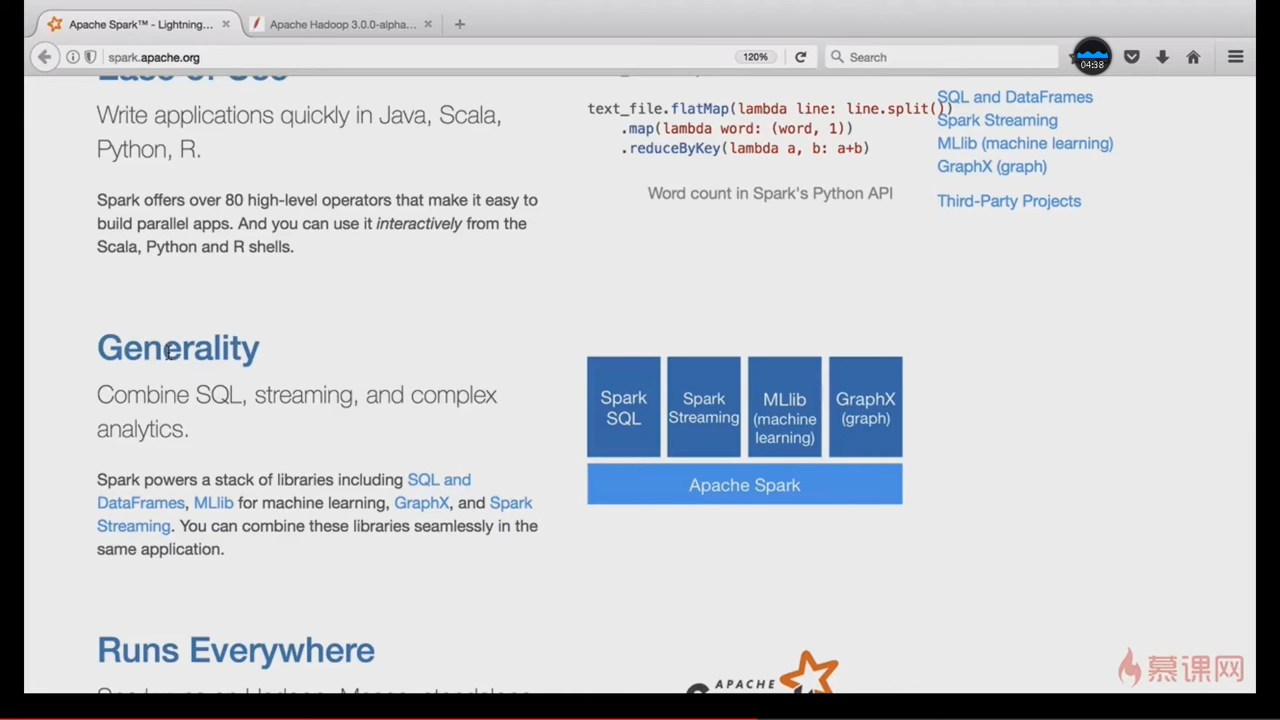 Apache Spark™ - Lightning...
Apache Hadoop 3.0.0-alpha...
spark.apache.org
120%
Search
04:38
Ease of Use
Write applications quickly in Java, Scala,
Python, R.
Spark offers over 80 high-level operators that make it easy to
build parallel apps. And you can use it interactively from the
Scala, Python and R shells.
text_file.flatMap(lambda line: line.split())
.map(lambda word: (word, 1))
.reduceByKey(lambda a, b: a+b)
Word count in Spark's Python API
SQL and DataFrames
Spark Streaming
MLlib (machine learning)
GraphX (graph)
Third-Party Projects
Generality
Combine SQL, streaming, and complex
analytics.
Spark powers a stack of libraries including SQL and
DataFrames, MLlib for machine learning, GraphX, and Spark
Streaming. You can combine these libraries seamlessly in the
same application.
Spark
SQL
Spark
Streaming
MLlib
(machine
learning)
GraphX
(graph)
Apache Spark
Runs Everywhere
APACHE
慕课网